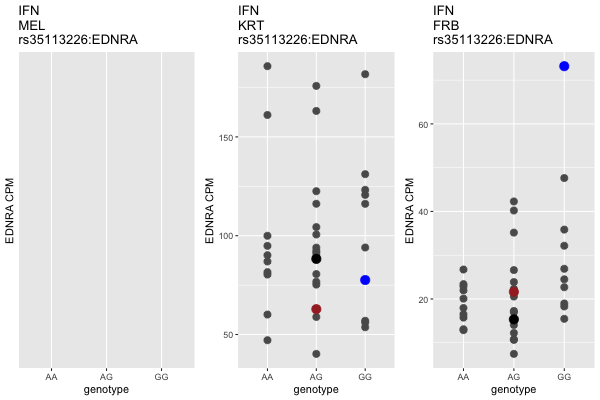 IFN
MEL
rs35113226:EDNRA
EDNRA CPM
AA AG GG
genotype
IFN
KRT
rs35113226:EDNRA
EDNRA CPM
150
100
50
AA AG GG
genotype
IFN
FRB
rs35113226:EDNRA
EDNRA CPM
60
40
20
AA AG GG
genotype